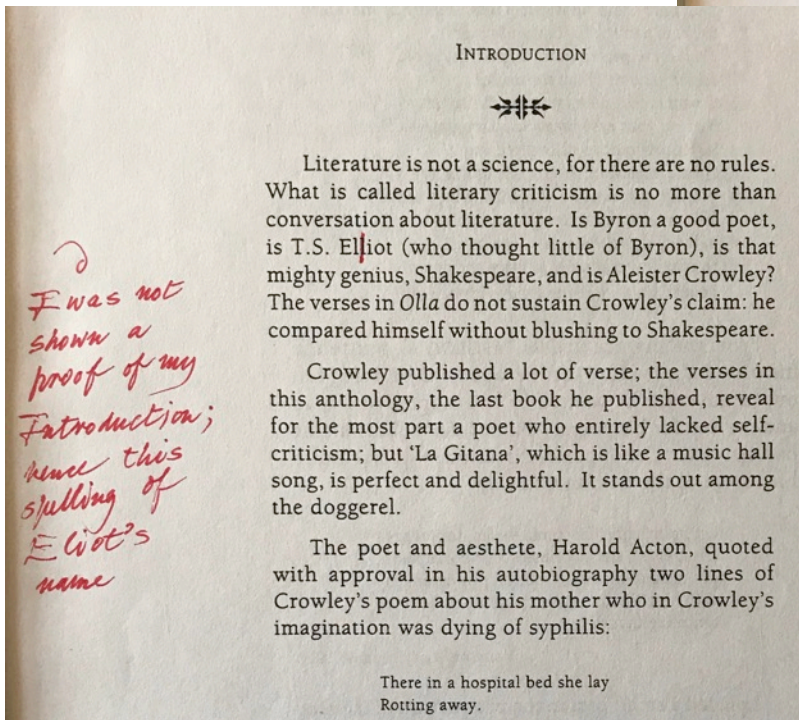 INTRODUCTION
Literature is not a science, for there are no rules.
What is called literary criticism is no more than
conversation about literature. Is Byron a good poet,
is T.S. Elliot (who thought little of Byron), is that
mighty genius, Shakespeare, and is Aleister Crowley?
The verses in Olla do not sustain Crowley's claim: he
compared himself without blushing to Shakespeare.
Crowley published a lot of verse; the verses in
this anthology, the last book he published, reveal
for the most part a poet who entirely lacked self-
criticism; but 'La Gitana', which is like a music hall
song, is perfect and delightful. It stands out among
the doggerel.
The poet and aesthete, Harold Acton, quoted
with approval in his autobiography two lines of
Crowley's poem about his mother who in Crowley's
imagination was dying of syphilis:
There in a hospital bed she lay
Rotting away.
I was not
shown a
proof of my
Introduction;
hence this
spelling of
Eliot's
name